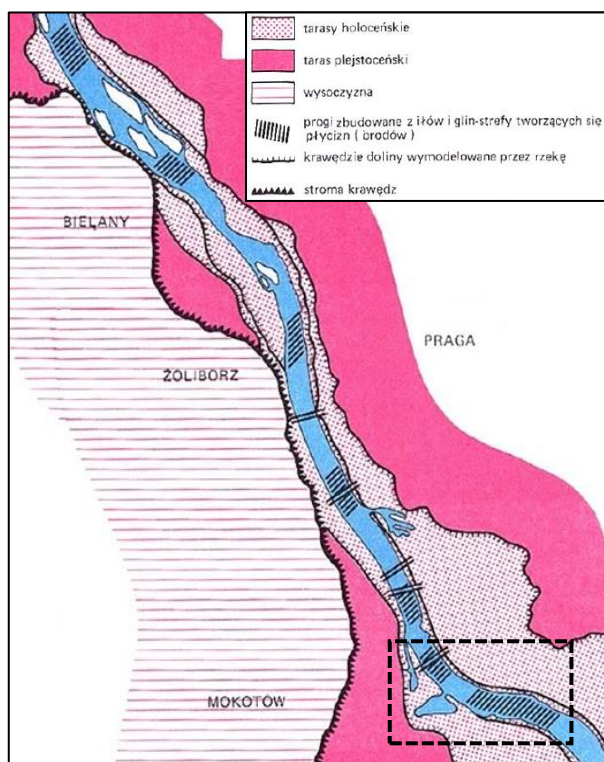 tarasy holoceńskie
taras plejstoceński
wysoczyzna
progi zbudowane z iłów i glin-strefy tworzących się
płycizn ( brodów )
krawędzie doliny wymodelowane przez rzekę
stroma krawędz
BIELANY
PRAGA
ŻOLIBORZ
MOKOTÓW